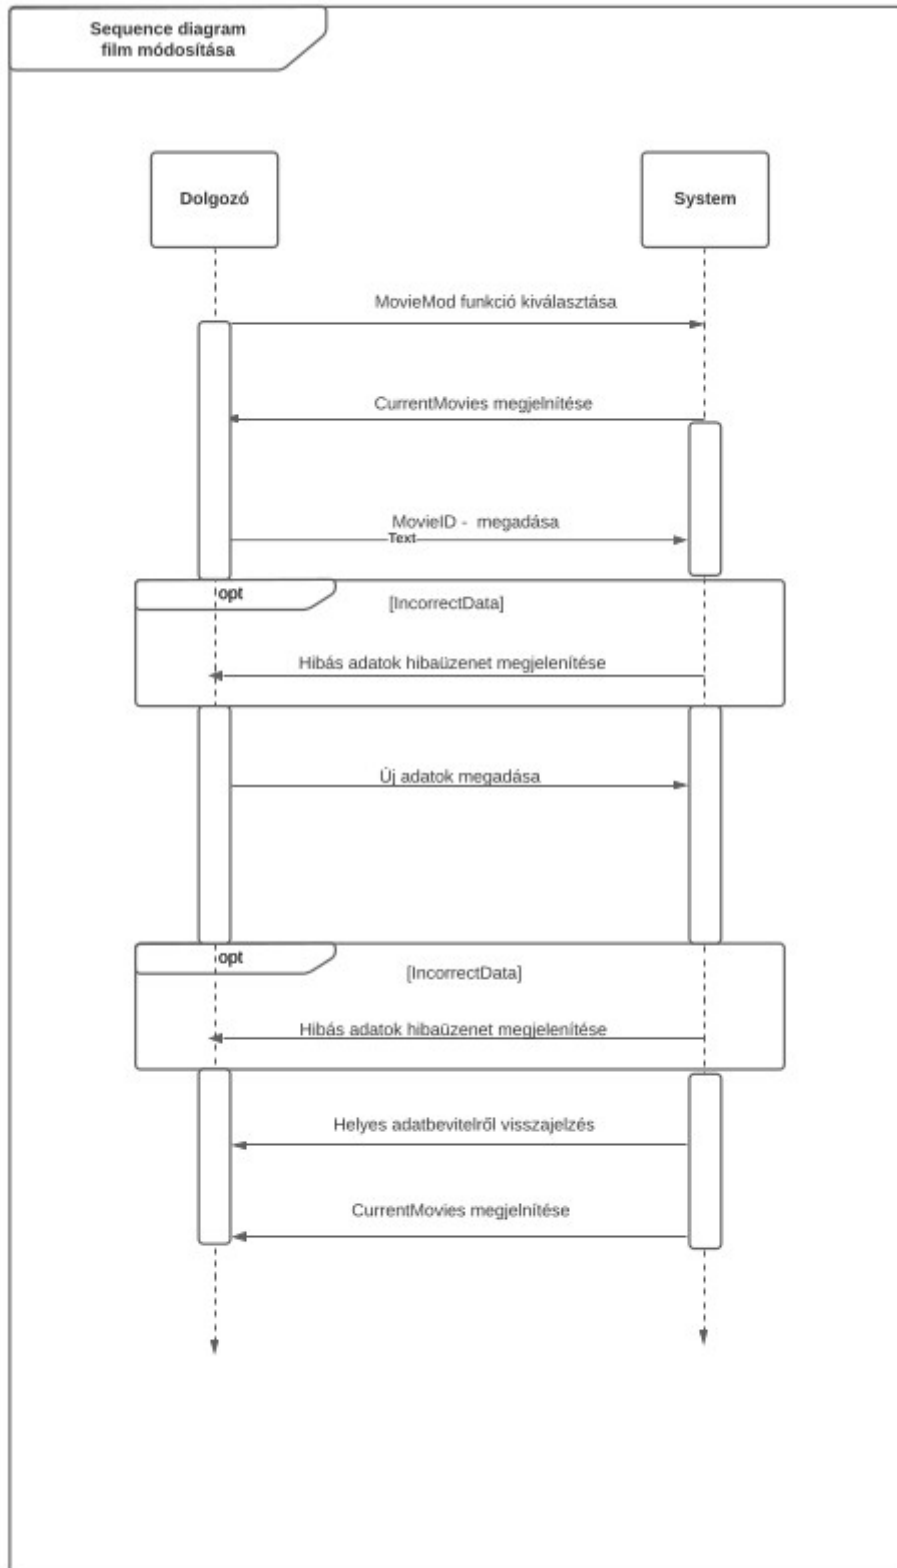 Sequence diagram
film módosítása
Dolgozó
System
MovieMod funkció kiválasztása
CurrentMovies megjelnítése
MovieID - megadása
Text
opt
[IncorrectData]
Hibás adatok hibaüzenet megjelenítése
Új adatok megadása
opt
[IncorrectData]
Hibás adatok hibaüzenet megjelenítése
Helyes adatbevitelről visszajelzés
CurrentMovies megjelnítése